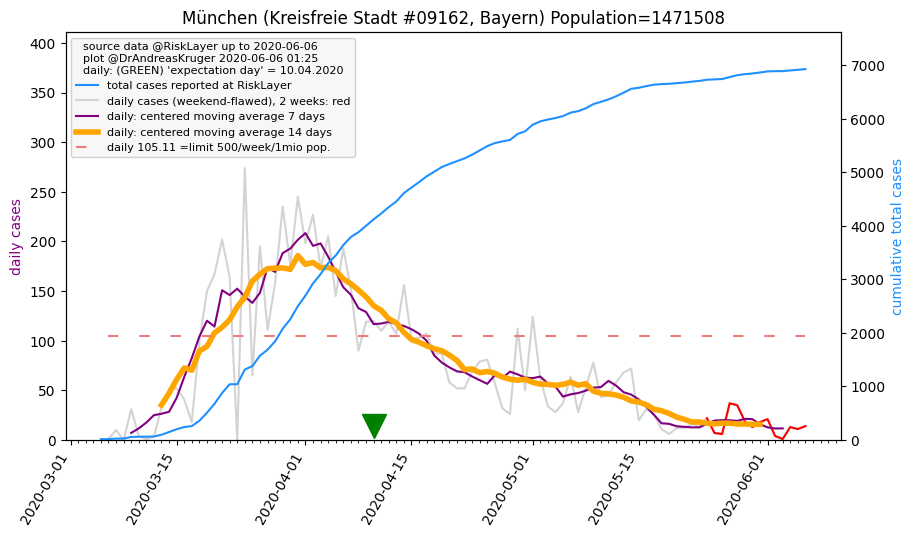 München (Kreisfreie Stadt #09162, Bayern) Population=1471508
source data @RiskLayer up to 2020-06-06
plot @DrAndreasKruger 2020-06-06 01:25
daily: (GREEN) 'expectation day' = 10.04.2020
total cases reported at RiskLayer
daily cases (weekend-flawed), 2 weeks: red
daily: centered moving average 7 days
daily: centered moving average 14 days
daily 105.11 =limit 500/week/1mio pop.
daily cases
400
350
300
250
200
150
100
50
0
cumulative total cases
7000
6000
5000
4000
3000
2000
1000
0
2020-03-01
2020-03-15
2020-04-01
2020-04-15
2020-05-01
2020-05-15
2020-06-01